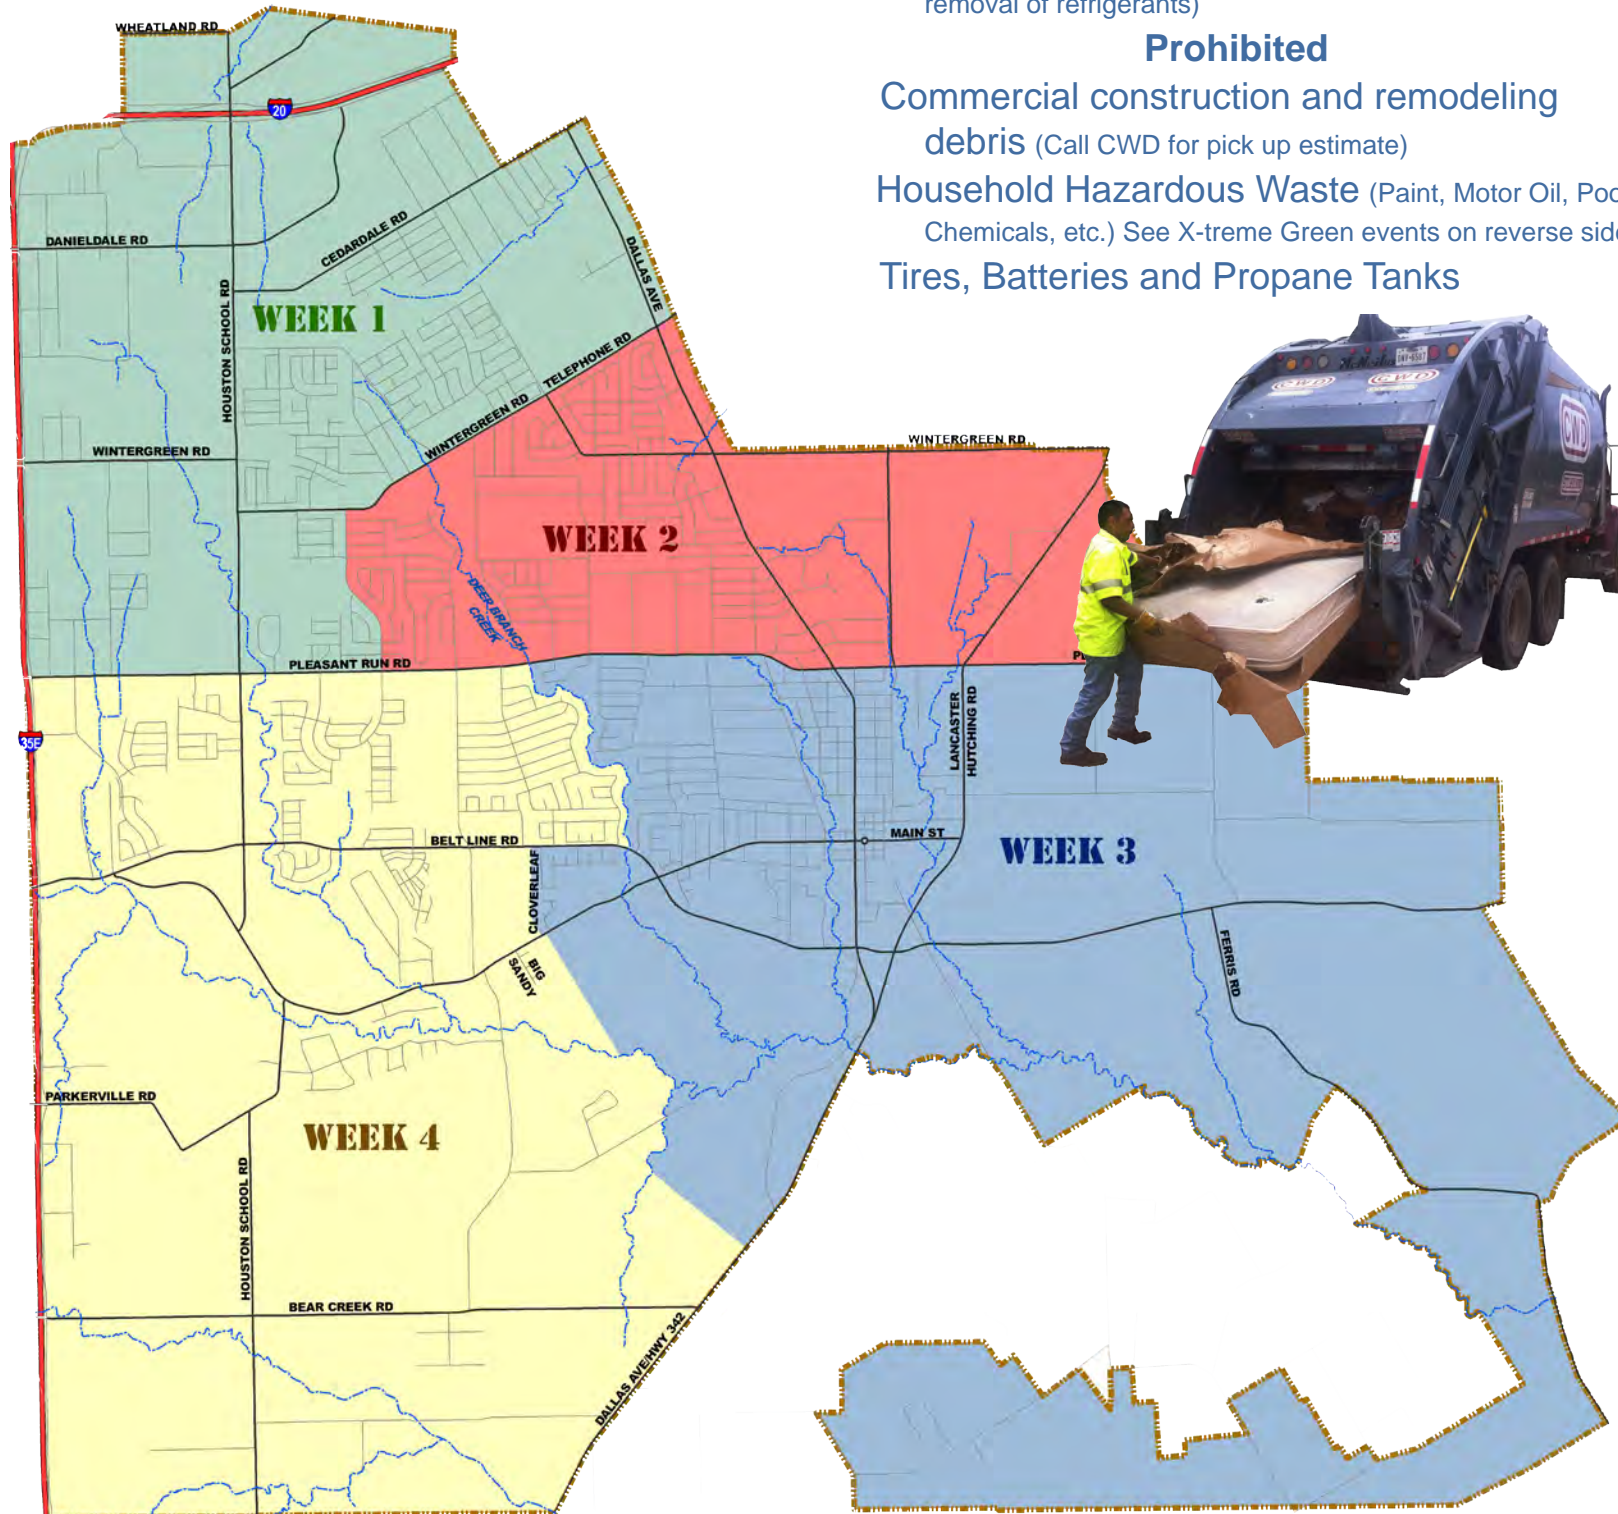 removal of refrigerants)
Prohibited
Commercial construction and remodeling
debris (Call CWD for pick up estimate)
Household Hazardous Waste (Paint, Motor Oil,
Chemicals, etc.) See X-treme Green events on reverse
Tires, Batteries and Propane Tanks
WHEATLAND RD
20
DANIELDALE RD
CEDARDALE RD
DALLAS AVE
HOUSTON SCHOOL RD
WEEK 1
TELEPHONE RD
WINTERGREEN RD
WINTERGREEN RD
WINTERGREEN RD
WEEK 2
DEEP BRANCH
CREEK
PLEASANT RUN RD
35E
LANCASTER
HUTCHING RD
BELT LINE RD
MAIN ST
WEEK 3
CLOVERLEAF
BIG
SANDY
FERRIS RD
PARKERVILLE RD
WEEK 4
HOUSTON SCHOOL RD
BEAR CREEK RD
DALLAS AVE/HWY 342
CWD
CWD
CWD